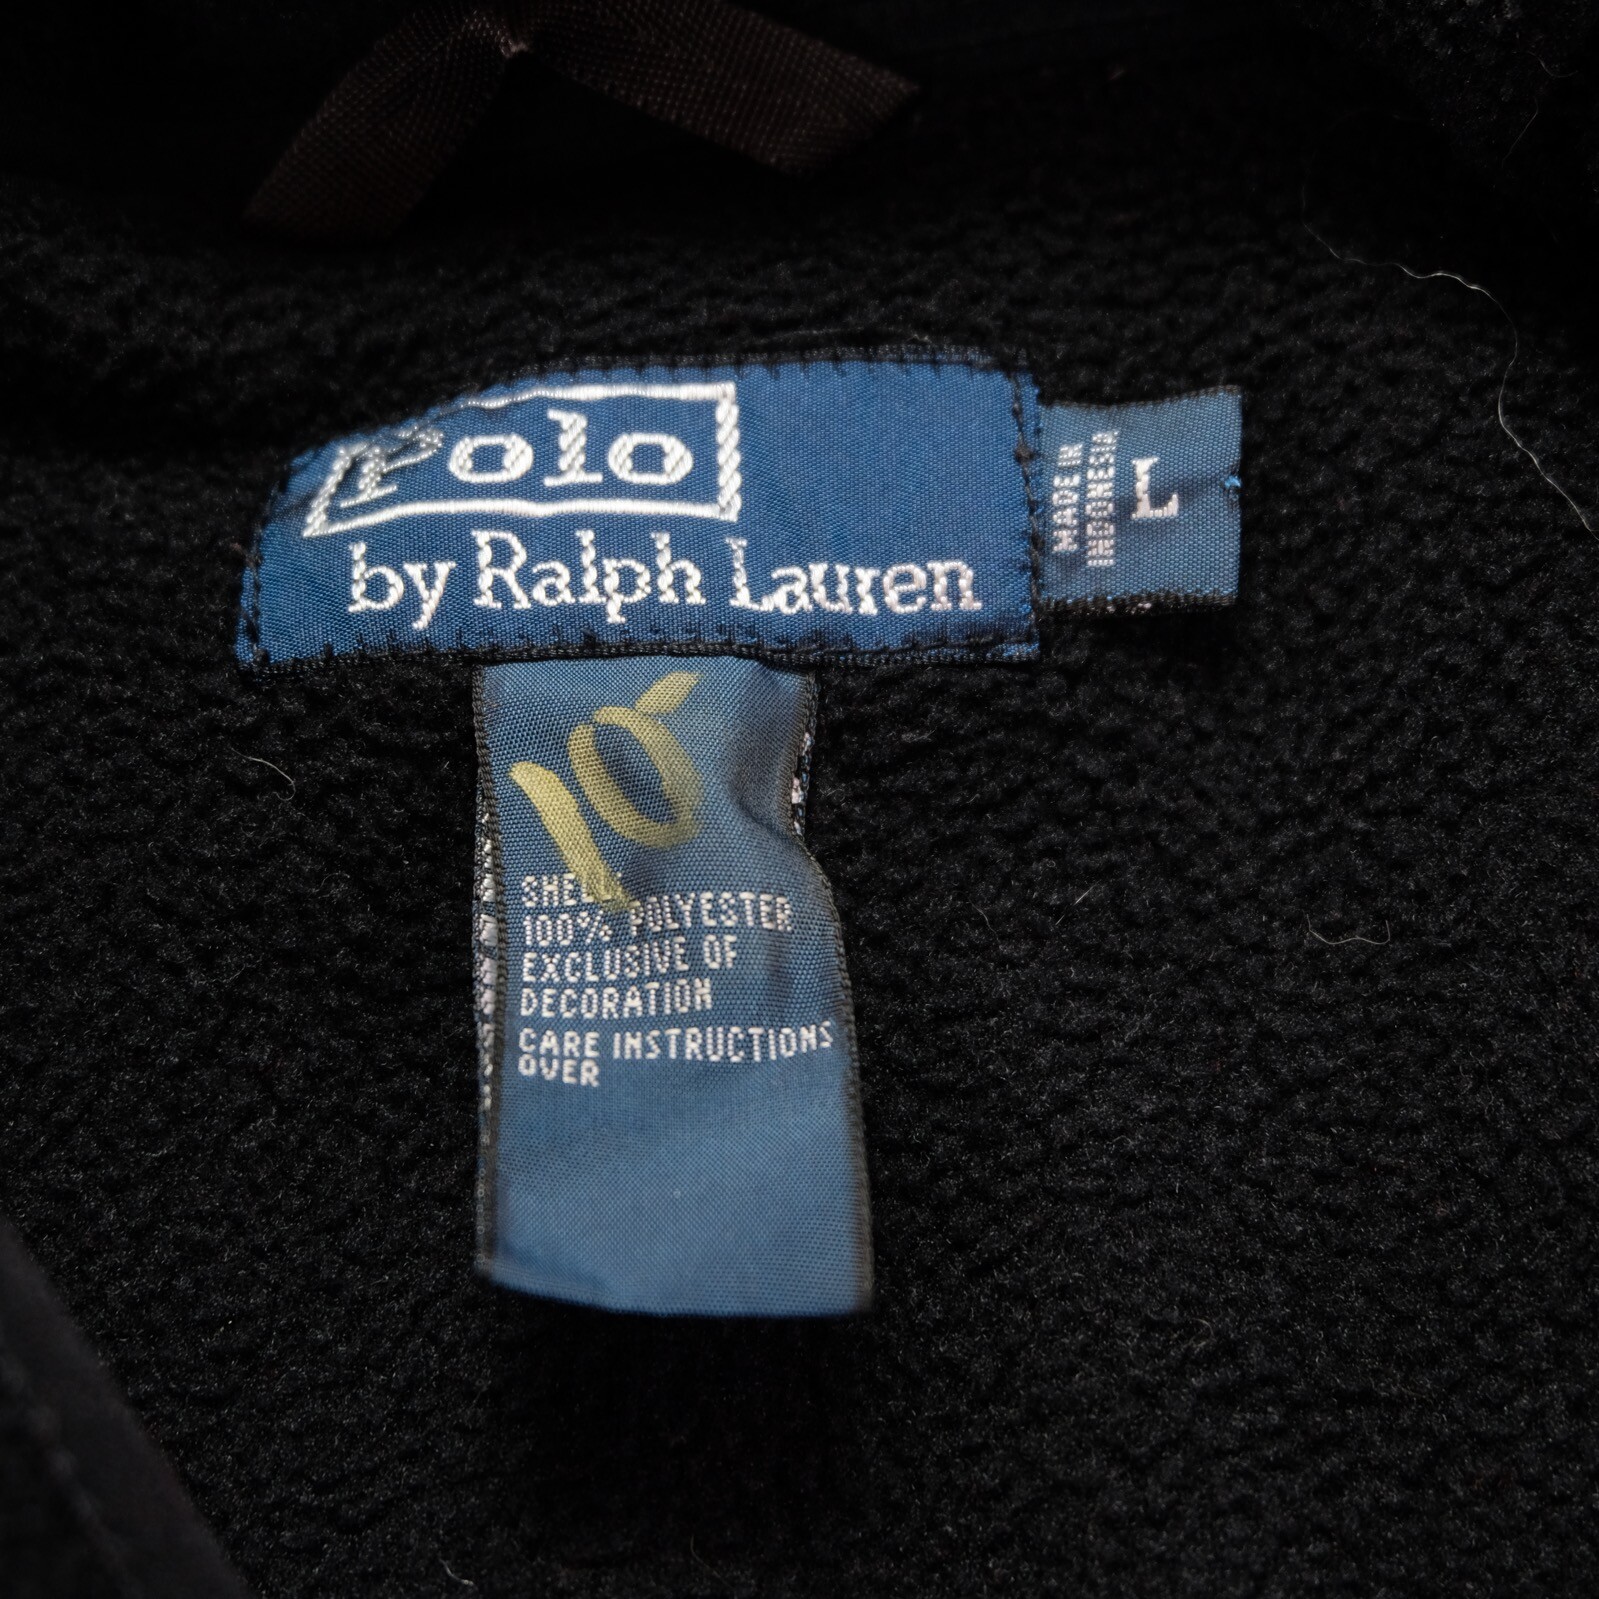 Polo
by Ralph Lauren
MADE IN
INDONESIA
L
10
SHELL:
100% POLYESTER
EXCLUSIVE OF
DECORATION
CARE INSTRUCTIONS
OVER